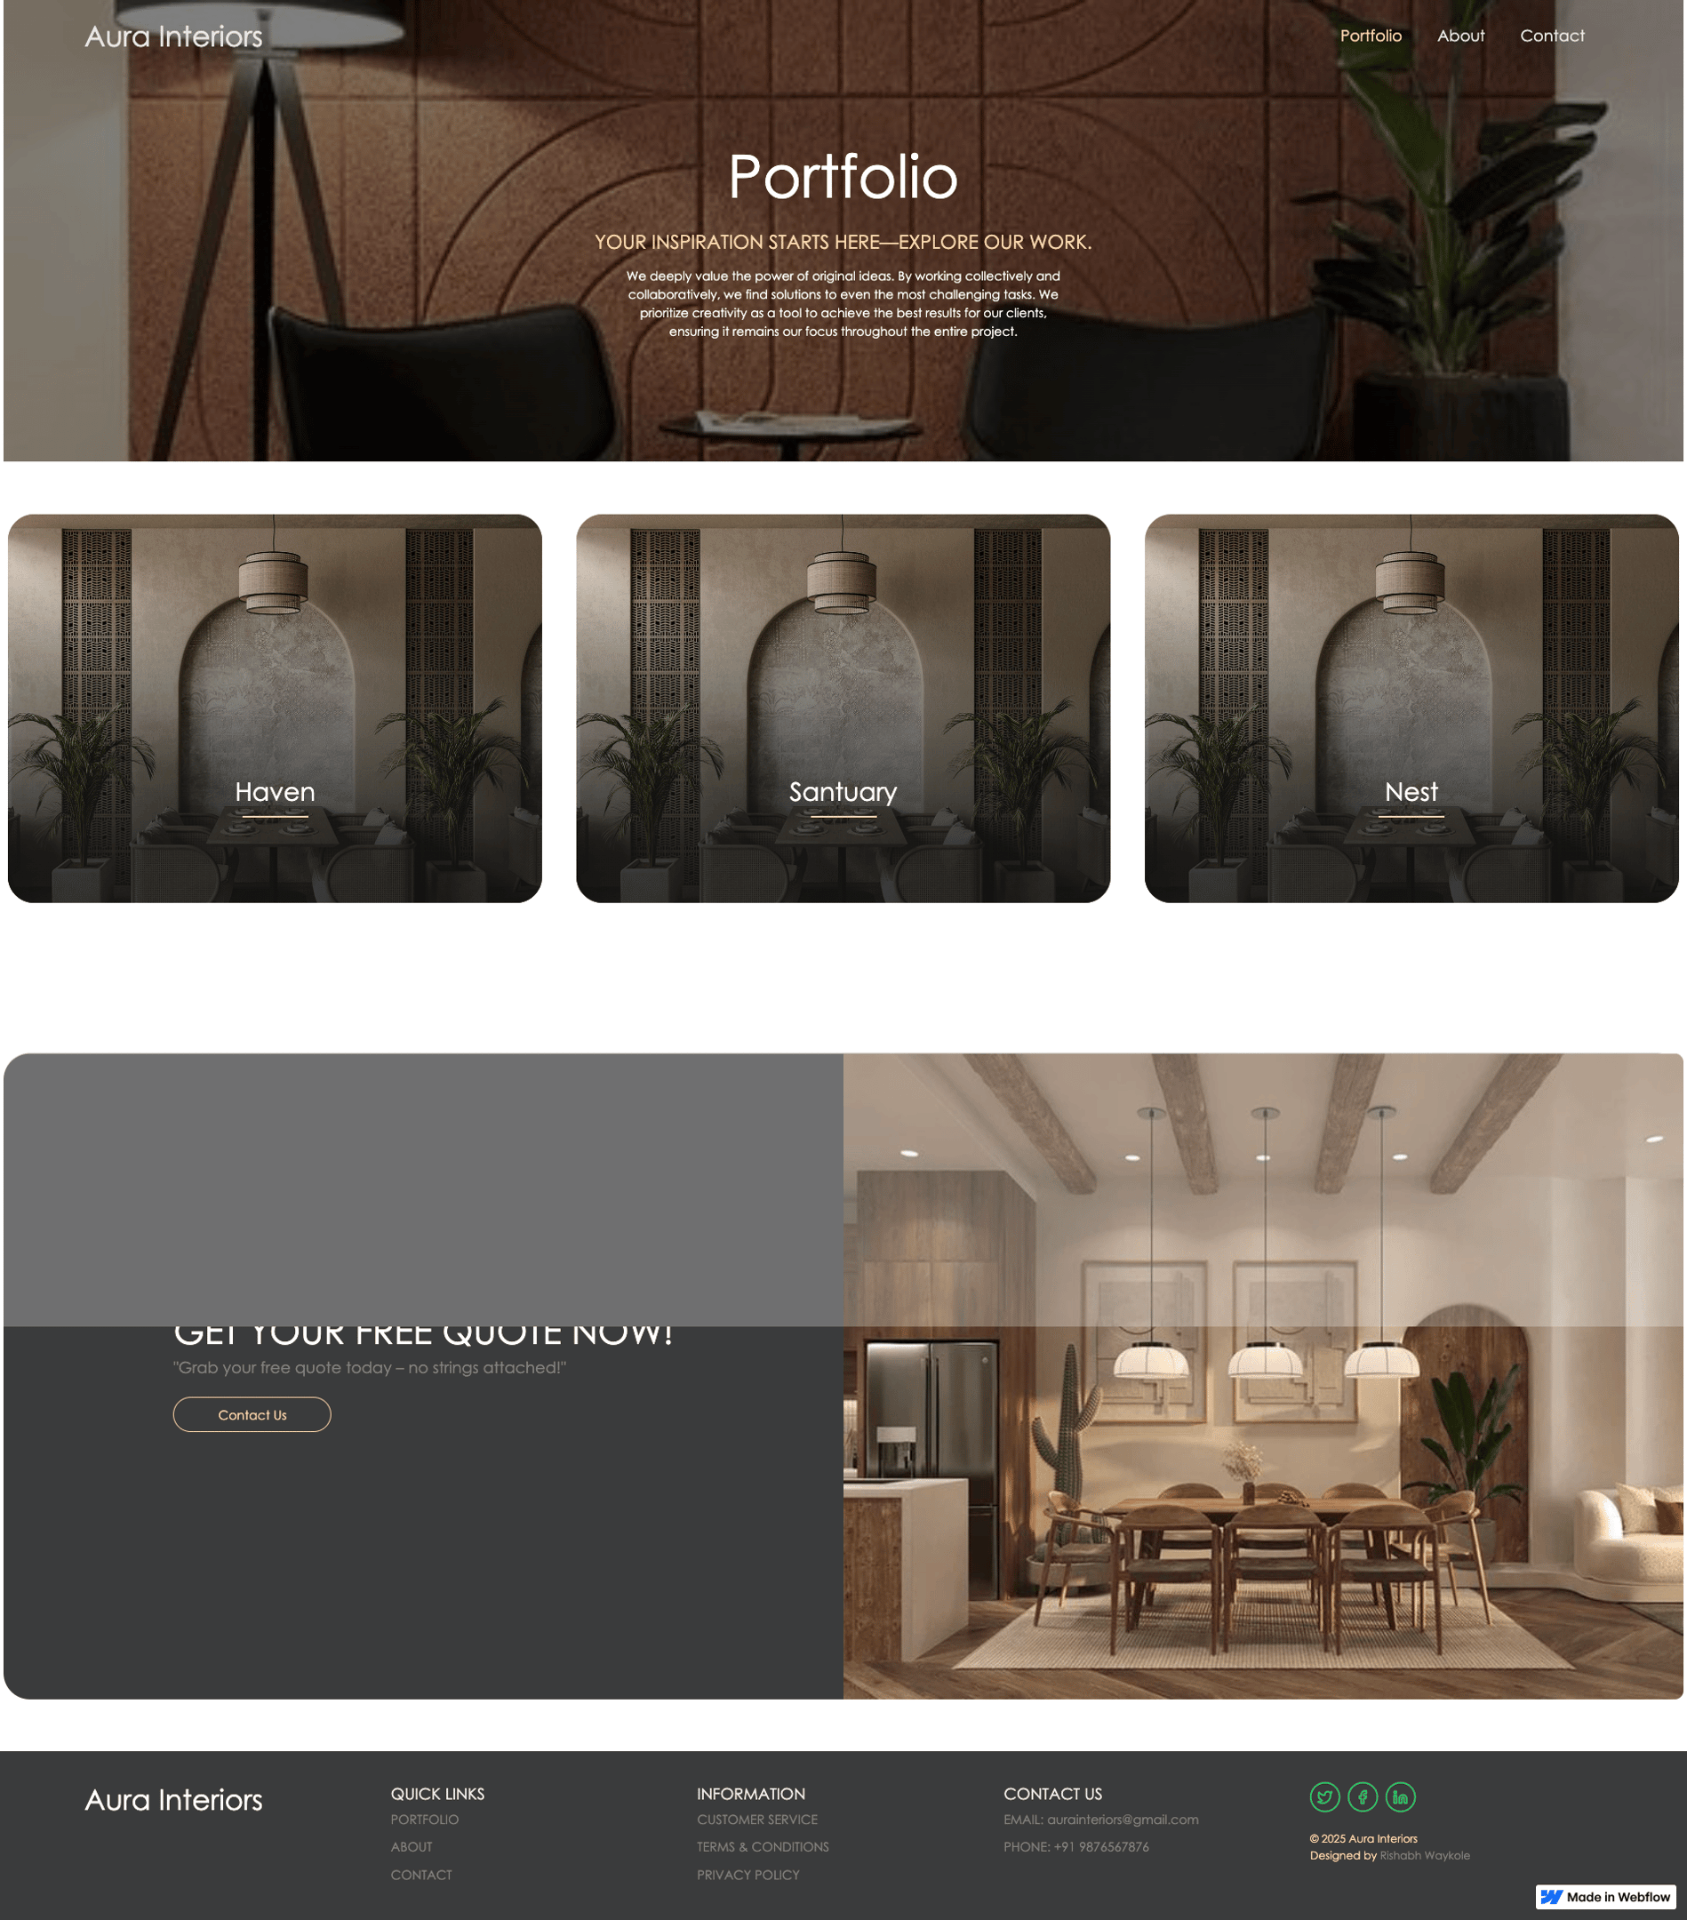 Aura Interiors
Portfolio
About
Contact
Portfolio
YOUR INSPIRATION STARTS HERE—EXPLORE OUR WORK.
We deeply value the power of original ideas. By working collectively and
collaboratively, we find solutions to even the most challenging tasks. We
prioritize creativity as a tool to achieve the best results for our clients,
ensuring it remains our focus throughout the entire project.
Haven
Santuary
Nest
GET YOUR FREE QUOTE NOW!
"Grab your free quote today – no strings attached!"
Contact Us
Aura Interiors
QUICK LINKS
PORTFOLIO
ABOUT
CONTACT
INFORMATION
CUSTOMER SERVICE
TERMS & CONDITIONS
PRIVACY POLICY
CONTACT US
EMAIL: aurainteriors@gmail.com
PHONE: +91 9876567876
© 2025 Aura Interiors
Designed by Rishabh Waykole
Made in Webflow